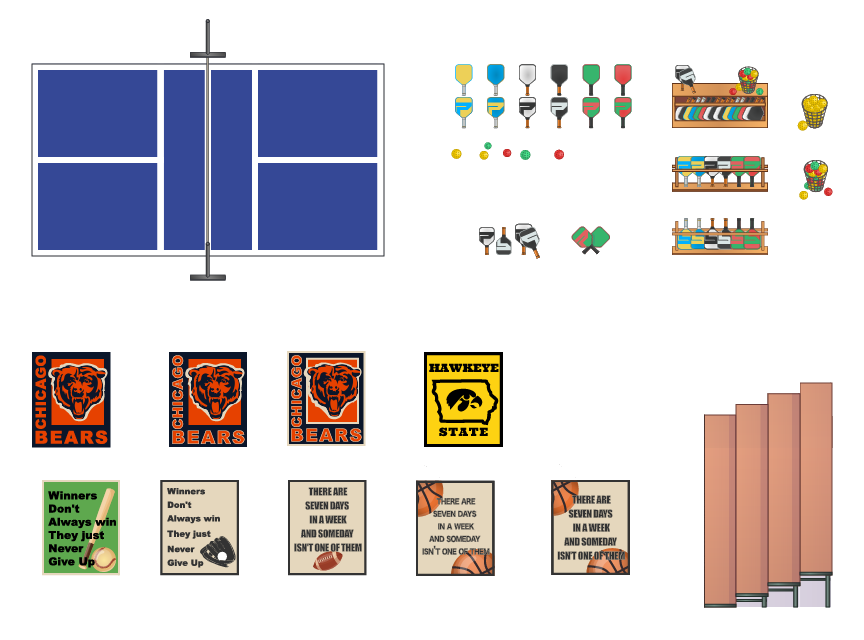 CHICAGO
BEARS
CHICAGO
BEARS
CHICAGO
BEARS
HAWKEYE
STATE
Winners
Don't
Always win
They just
Never
Give Up
Winners
Don't
Always win
They just
Never
Give Up
THERE ARE
SEVEN DAYS
IN A WEEK
AND SOMEDAY
ISN'T ONE OF THEM
THERE ARE
SEVEN DAYS
IN A WEEK
AND SOMEDAY
ISN'T ONE OF THEM
THERE ARE
SEVEN DAYS
IN A WEEK
AND SOMEDAY
ISN'T ONE OF THEM